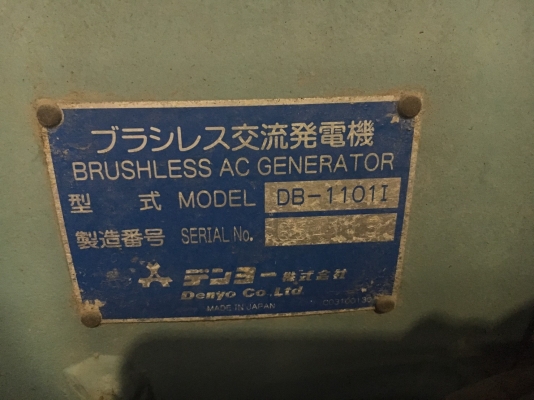 ブラシレス交流発電機
BRUSHLESS AC GENERATOR
型 式 MODEL DB-1101I
製造番号 SERIAL No.
デンヨー株式会社
Denyo Co., Ltd.
MADE IN JAPAN